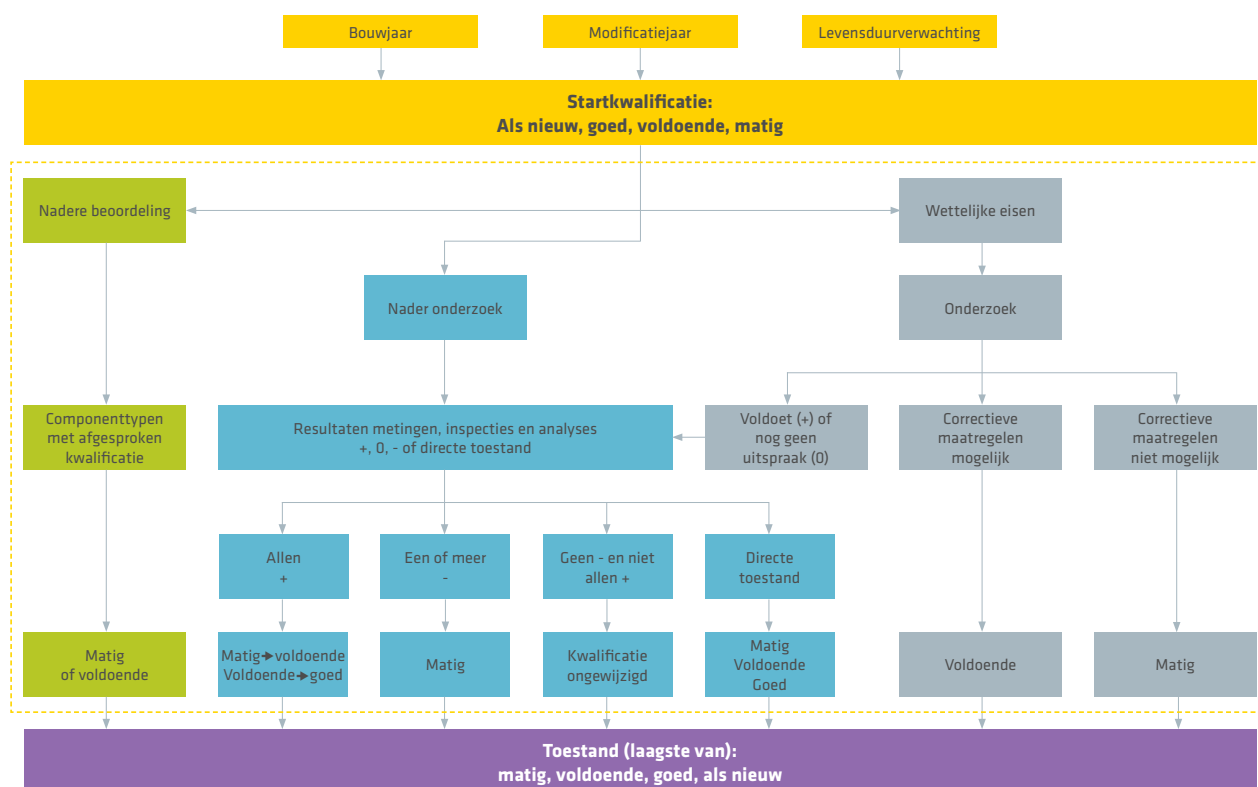 Bouwjaar
Modificatiejaar
Levensduurverwachting
Startkwalificatie:
Als nieuw, goed, voldoende, matig
Nadere beoordeling
Wettelijke eisen
Nader onderzoek
Onderzoek
Componenttypen
met afgesproken
kwalificatie
Resultaten metingen, inspecties en analyses
+, 0, - of directe toestand
Voldoet (+) of
nog geen
uitspraak (0)
Correctieve
maatregelen
mogelijk
Correctieve
maatregelen
niet mogelijk
Allen
+
Een of meer
-
Geen - en niet
allen +
Directe
toestand
Matig
of voldoende
Matig→voldoende
Voldoende→goed
Matig
Kwalificatie
ongewijzigd
Matig
Voldoende
Goed
Voldoende
Matig
Toestand (laagste van):
matig, voldoende, goed, als nieuw